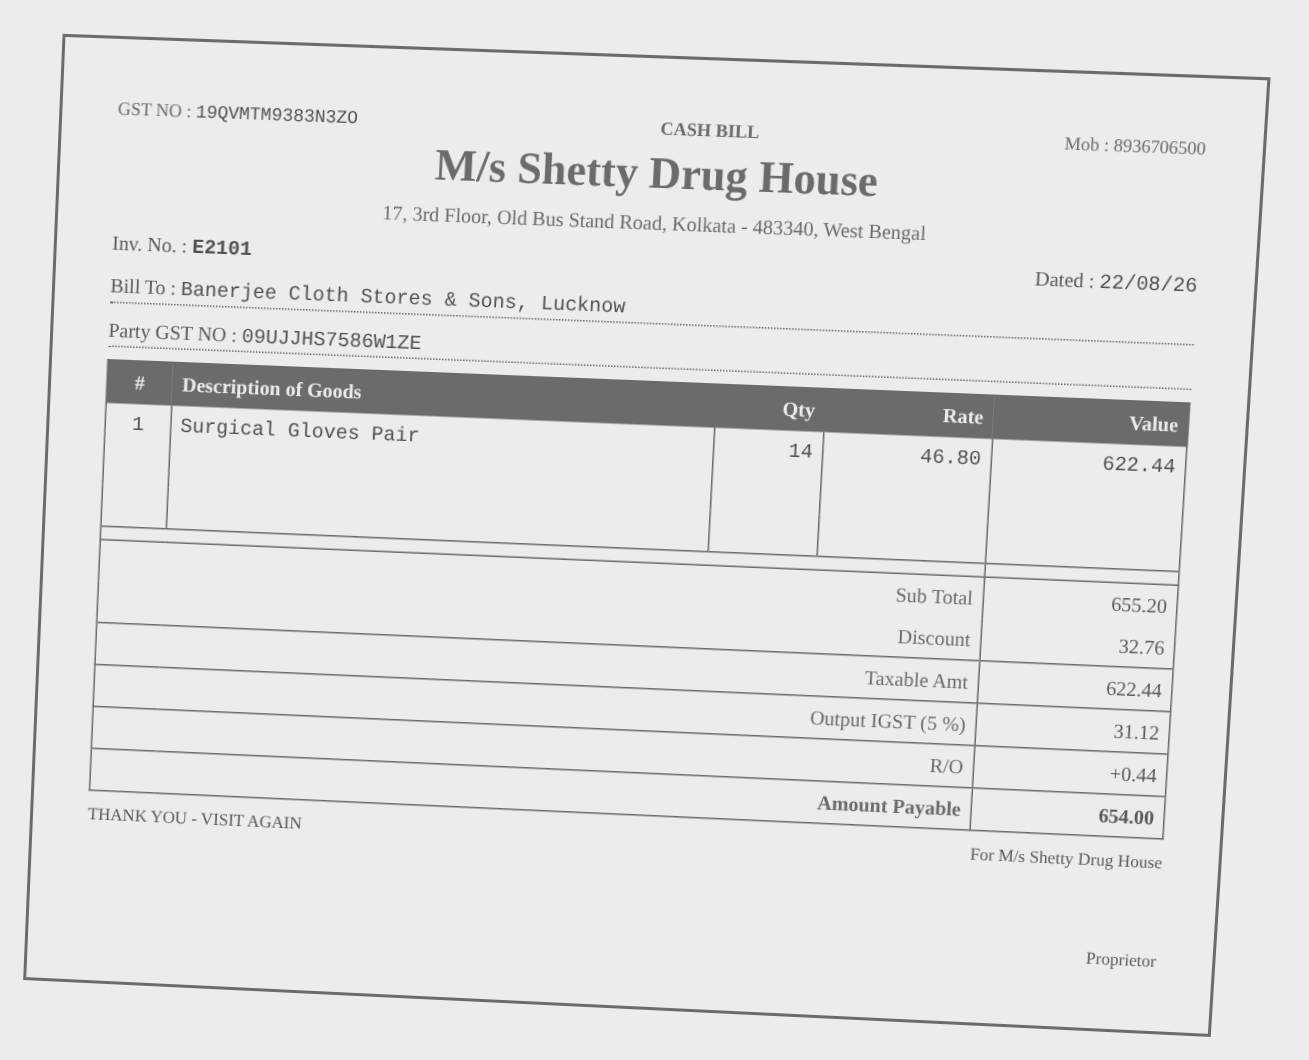 GST NO : 19QVMTM9383N3ZO
CASH BILL
Mob : 8936706500
M/s Shetty Drug House
17, 3rd Floor, Old Bus Stand Road, Kolkata - 483340, West Bengal
Inv. No. : E2101
Dated : 22/08/26
Bill To : Banerjee Cloth Stores & Sons, Lucknow
Party GST NO : 09UJJHS7586W1ZE
# Description of Goods Qty Rate Value
1 Surgical Gloves Pair 14 46.80 622.44
Sub Total 655.20
Discount 32.76
Taxable Amt 622.44
Output IGST (5 %) 31.12
R/O +0.44
Amount Payable 654.00
THANK YOU - VISIT AGAIN
For M/s Shetty Drug House
Proprietor